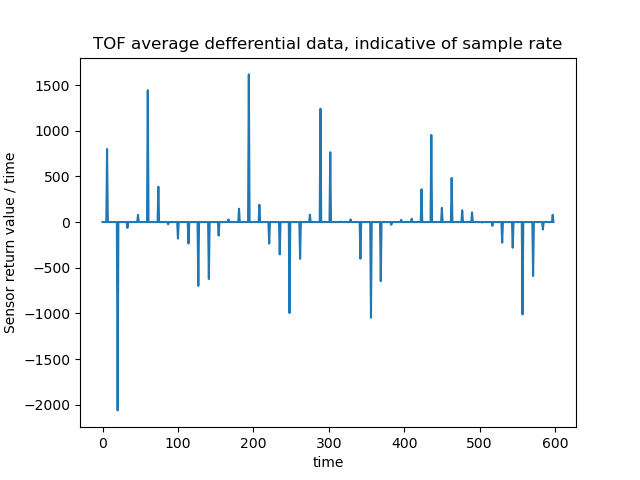 TOF average defferential data, indicative of sample rate
1500
1000
500
0
−500
−1000
−1500
−2000
Sensor return value / time
0 100 200 300 400 500 600
time